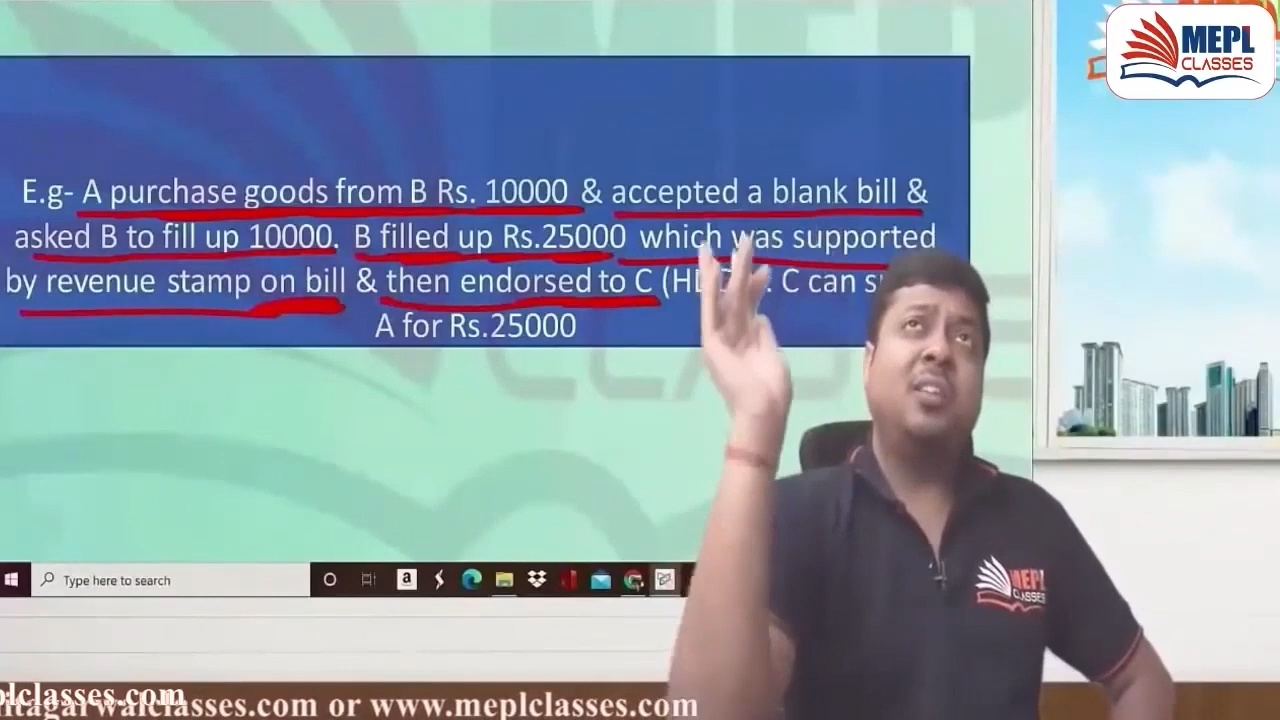 MEPL
CLASSES
E.g- A purchase goods from B Rs. 10000 & accepted a blank bill &
asked B to fill up 10000. B filled up Rs.25000 which was supported
by revenue stamp on bill & then endorsed to C C can
A for Rs.25000
Type here to search
MEPL
CLASSES
plclasses.com
itagarwalclasses.com or www.meplclasses.com